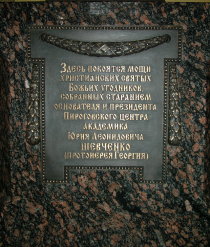 Здесь покоятся мощи
христианских святых
Божьих угодников
собранных старанием
основателя и президента
Пироговского центра
академика
Юрия Леонидовича
Шевченко
(протоиерея Георгия)